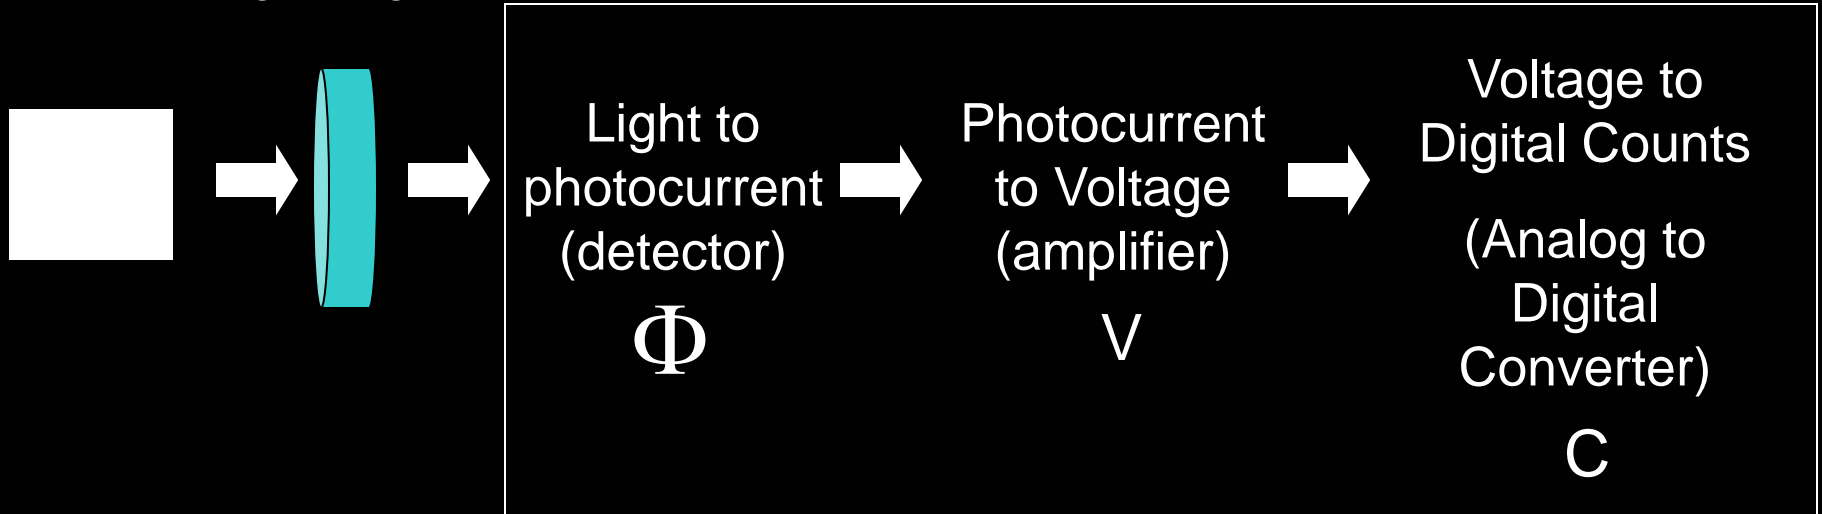 Light to
photocurrent
(detector)
Φ
Photocurrent
to Voltage
(amplifier)
V
Voltage to
Digital Counts
(Analog to
Digital
Converter)
C